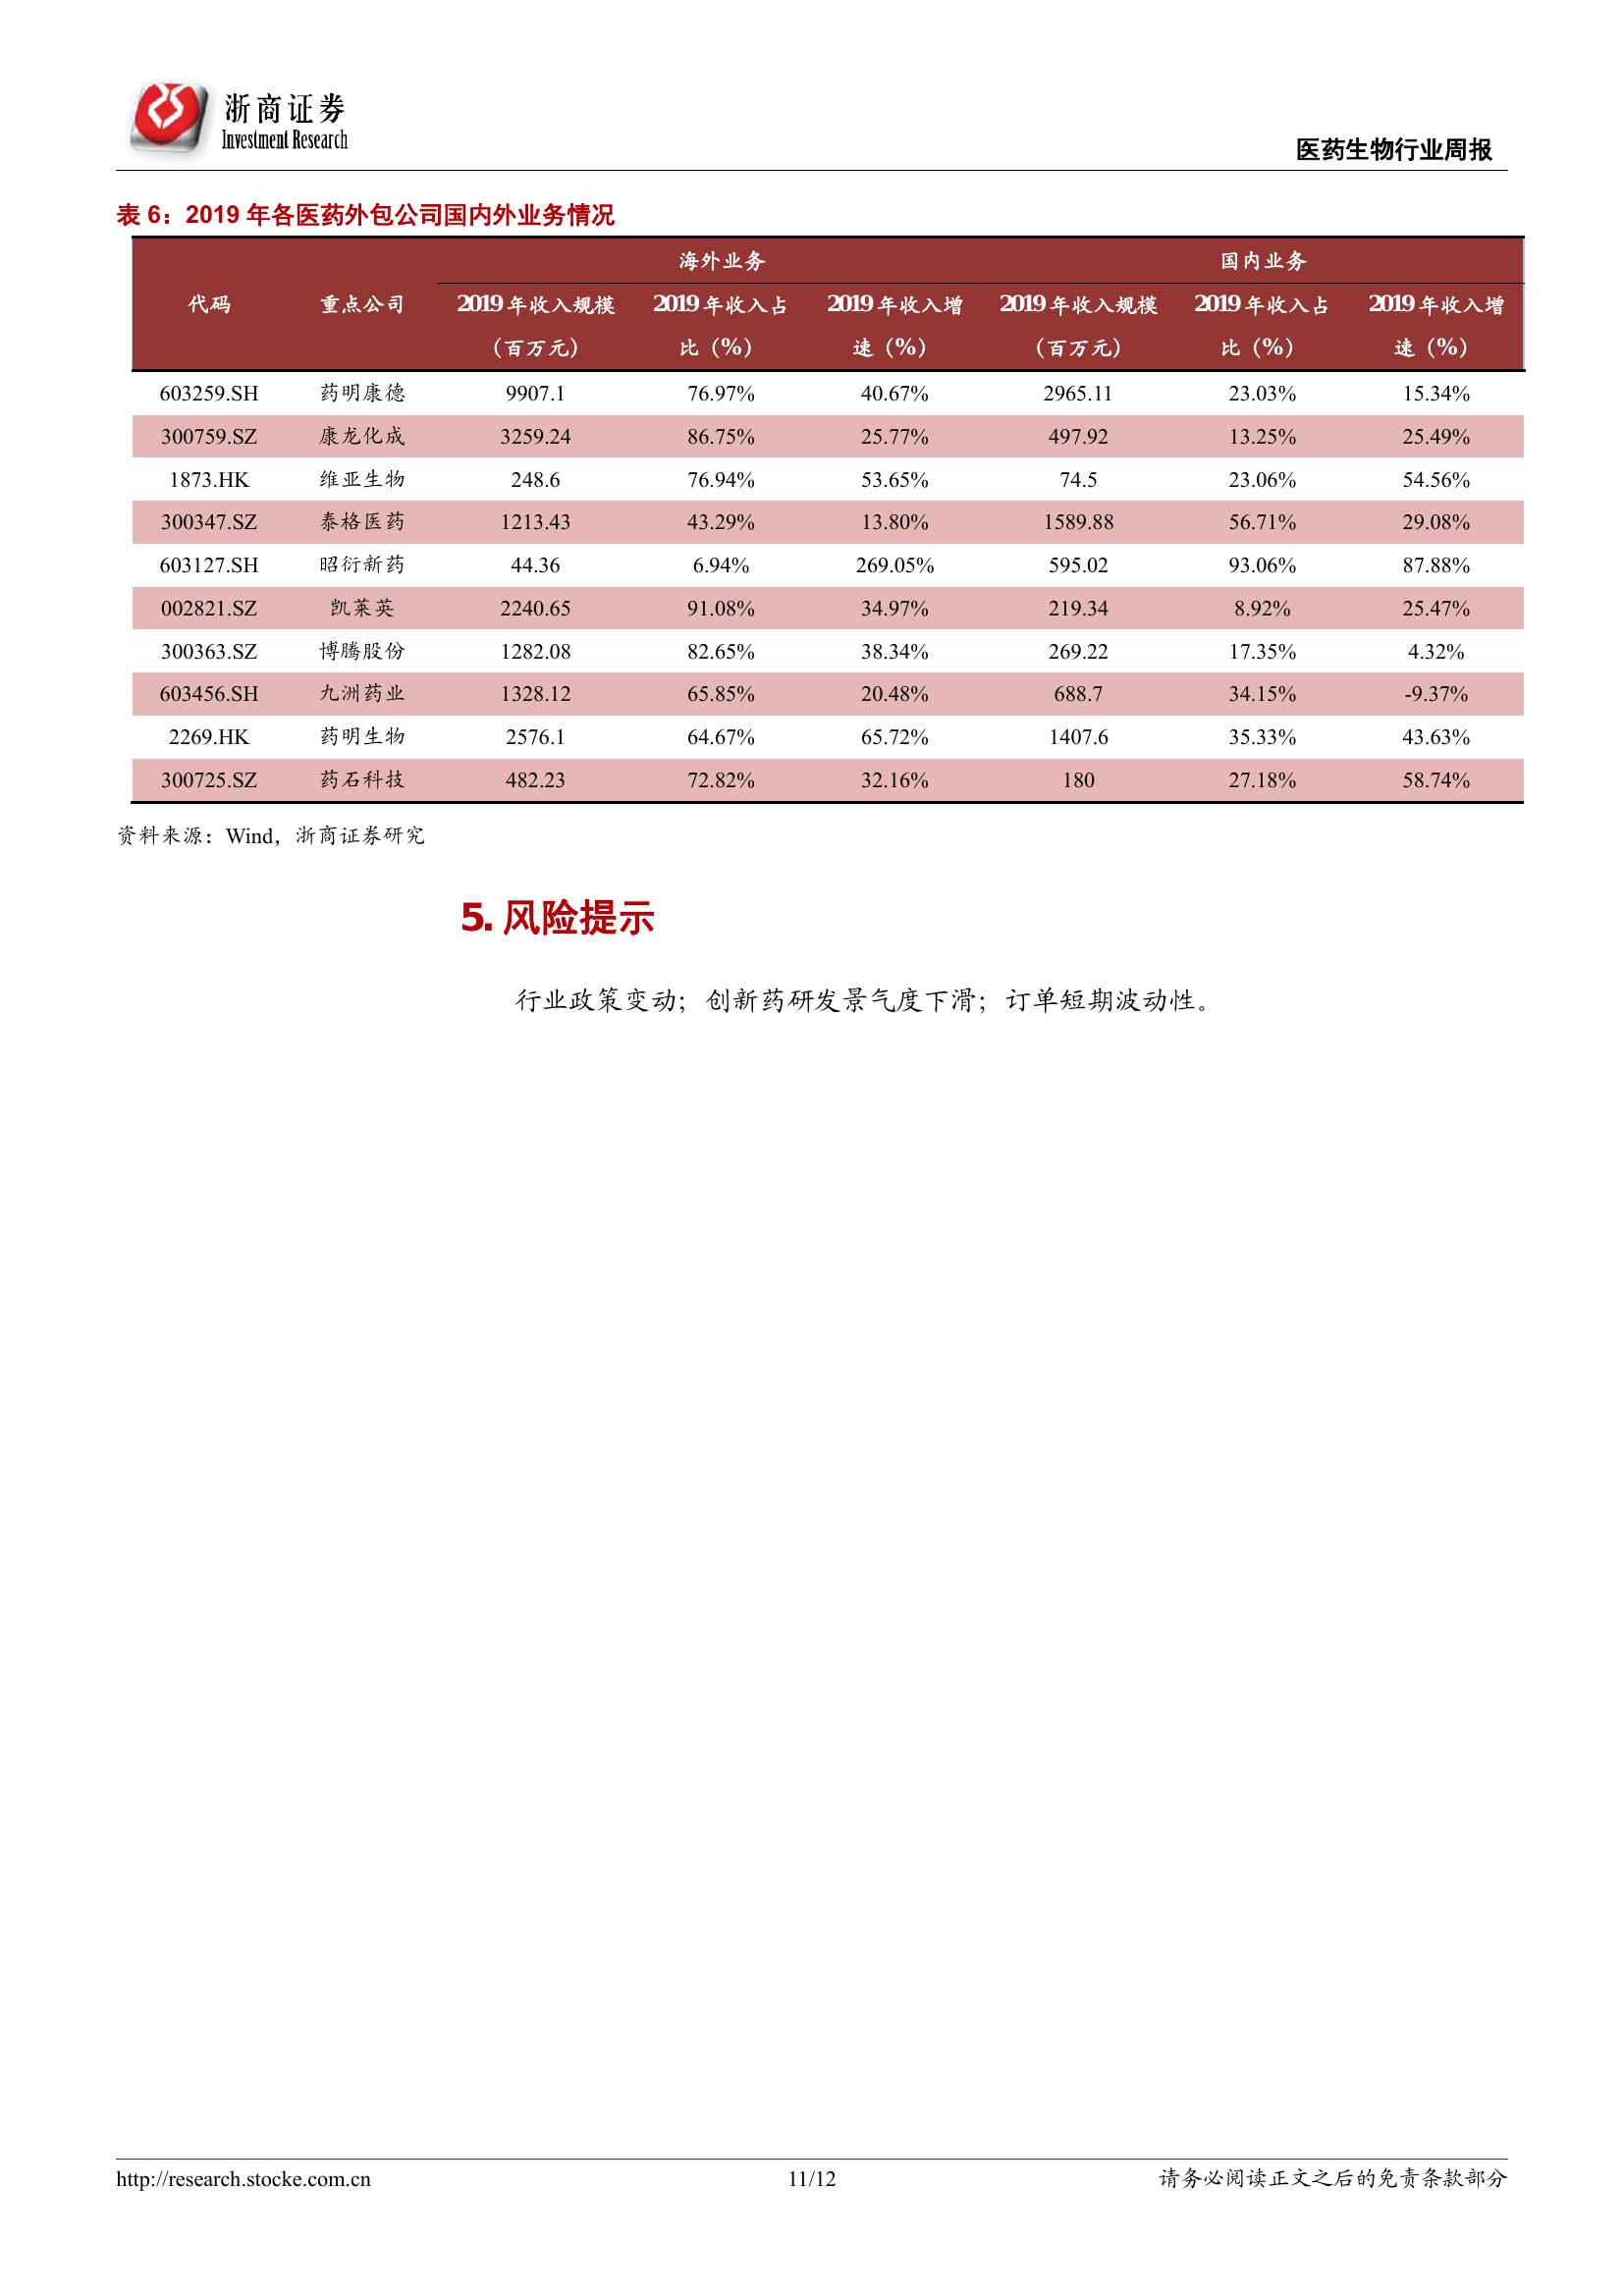 浙商证券
Investment Research
医药生物行业周报
表 6：2019 年各医药外包公司国内外业务情况
海外业务 国内业务
代码 重点公司 2019 年收入规模 2019 年收入占 2019 年收入增 2019 年收入规模 2019 年收入占 2019 年收入增
（百万元） 比（%） 速（%） （百万元） 比（%） 速（%）
603259.SH 药明康德 9907.1 76.97% 40.67% 2965.11 23.03% 15.34%
300759.SZ 康龙化成 3259.24 86.75% 25.77% 497.92 13.25% 25.49%
1873.HK 维亚生物 248.6 76.94% 53.65% 74.5 23.06% 54.56%
300347.SZ 泰格医药 1213.43 43.29% 13.80% 1589.88 56.71% 29.08%
603127.SH 昭衍新药 44.36 6.94% 269.05% 595.02 93.06% 87.88%
002821.SZ 凯莱英 2240.65 91.08% 34.97% 219.34 8.92% 25.47%
300363.SZ 博腾股份 1282.08 82.65% 38.34% 269.22 17.35% 4.32%
603456.SH 九洲药业 1328.12 65.85% 20.48% 688.7 34.15% -9.37%
2269.HK 药明生物 2576.1 64.67% 65.72% 1407.6 35.33% 43.63%
300725.SZ 药石科技 482.23 72.82% 32.16% 180 27.18% 58.74%
资料来源：Wind，浙商证券研究
5. 风险提示
行业政策变动；创新药研发景气度下滑；订单短期波动性。
http://research.stocke.com.cn 11/12 请务必阅读正文之后的免责条款部分